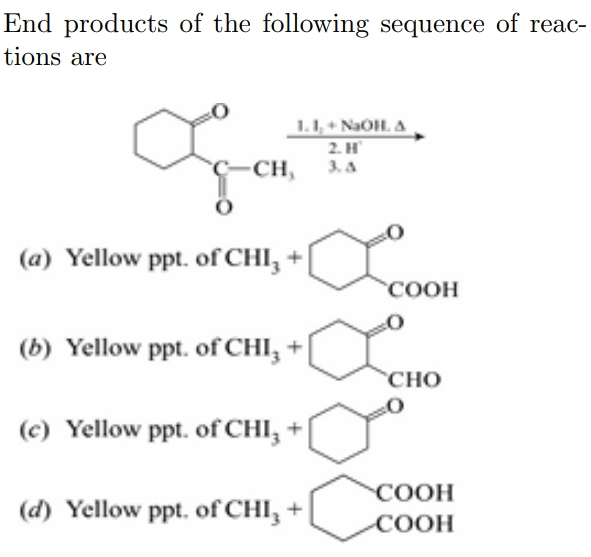 End products of the following sequence of reac-
tions are
O
1. I₂ + NaOH. Δ
2. H⁺
3. Δ
C—CH₃
O
(a) Yellow ppt. of CHI₃ +
O
COOH
(b) Yellow ppt. of CHI₃ +
O
CHO
(c) Yellow ppt. of CHI₃ +
O
(d) Yellow ppt. of CHI₃ +
COOH
COOH